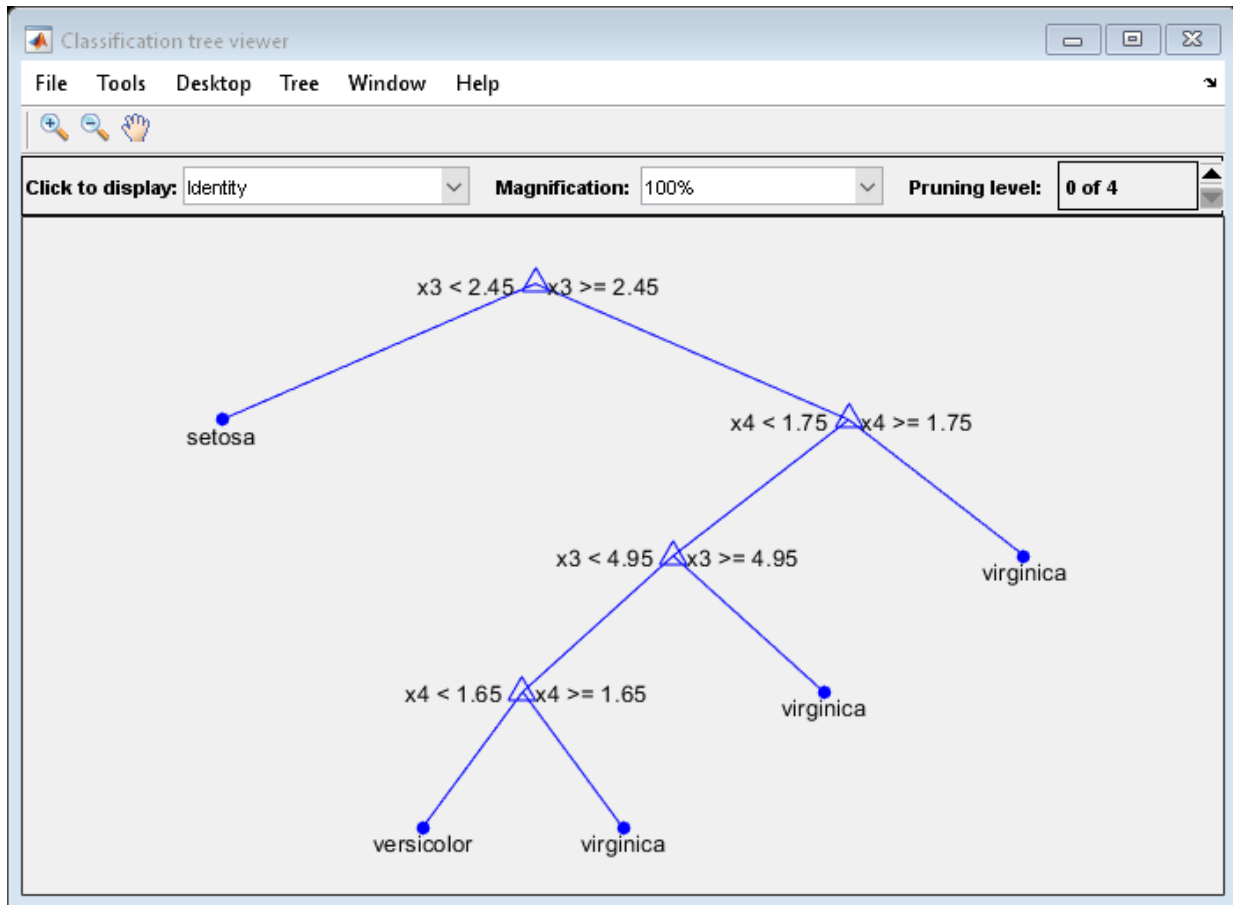 Classification tree viewer
File Tools Desktop Tree Window Help
Click to display: Identity Magnification: 100% Pruning level: 0 of 4
x3 < 2.45 x3 >= 2.45
setosa
x4 < 1.75 x4 >= 1.75
x3 < 4.95 x3 >= 4.95
virginica
x4 < 1.65 x4 >= 1.65
virginica
versicolor virginica